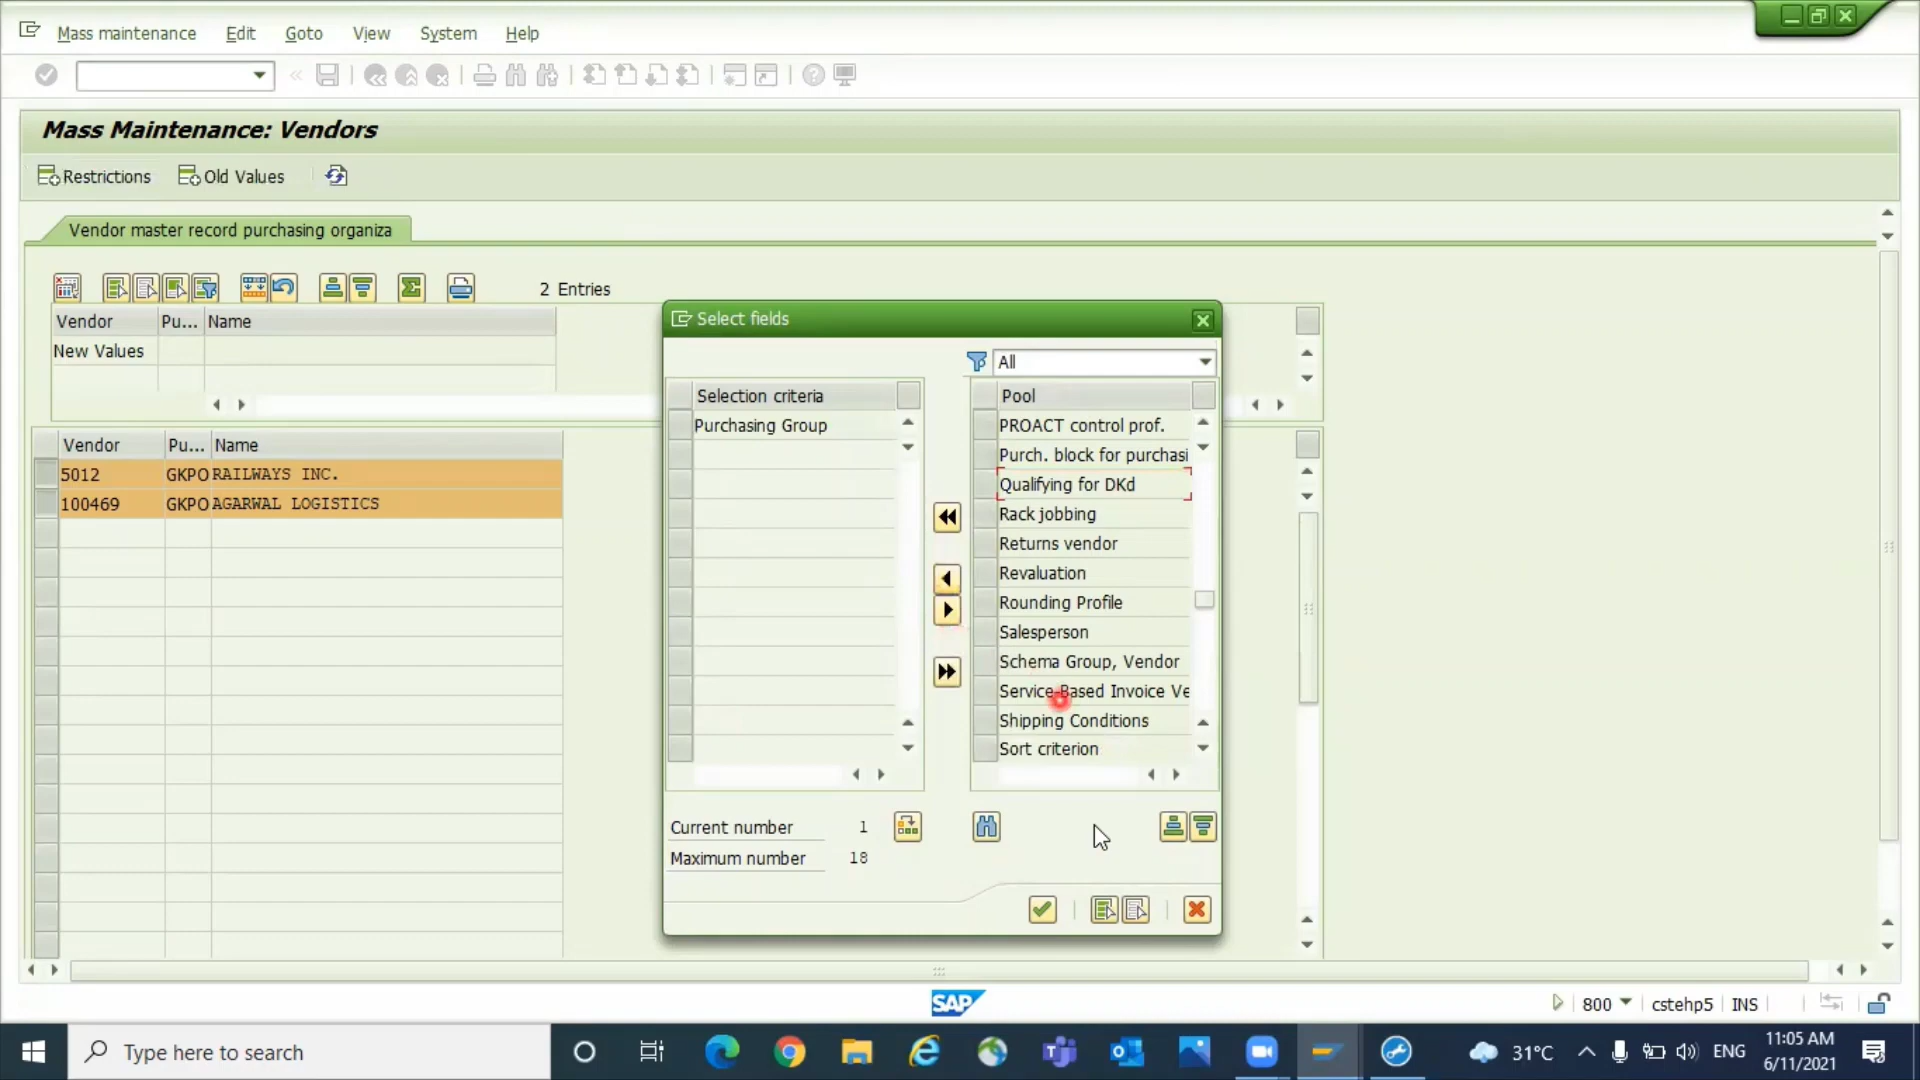 Mass maintenance Edit Goto View System Help
Mass Maintenance: Vendors
Restrictions Old Values
Vendor master record purchasing organiza
2 Entries
Vendor Pu... Name
New Values
Vendor Pu... Name
5012 GKPO RAILWAYS INC.
100469 GKPO AGARWAL LOGISTICS
Select fields
All
Selection criteria
Purchasing Group
Pool
PROACT control prof.
Purch. block for purchasi
Qualifying for DKd
Rack jobbing
Returns vendor
Revaluation
Rounding Profile
Salesperson
Schema Group, Vendor
Service-Based Invoice Ve
Shipping Conditions
Sort criterion
Current number 1
Maximum number 18
SAP
800 cstehp5 INS
Type here to search
31°C ENG
11:05 AM
6/11/2021